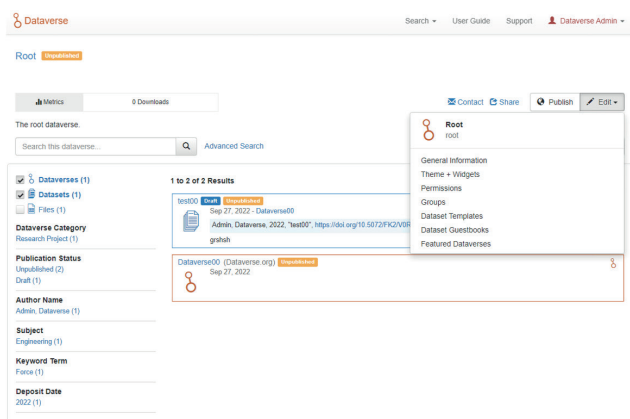 Dataverse
Search User Guide Support Dataverse Admin
Root Unpublished
Metrics 0 Downloads
Contact Share Publish Edit
The root dataverse.
Search this dataverse... Advanced Search
Root
root
General Information
Theme + Widgets
Permissions
Groups
Dataset Templates
Dataset Guestbooks
Featured Dataverses
Dataverses (1)
Datasets (1)
Files (1)
Dataverse Category
Research Project (1)
Publication Status
Unpublished (2)
Draft (1)
Author Name
Admin, Dataverse (1)
Subject
Engineering (1)
Keyword Term
Force (1)
Deposit Date
2022 (1)
1 to 2 of 2 Results
test00 Draft Unpublished
Sep 27, 2022 - Dataverse00
Admin, Dataverse, 2022, "test00", https://doi.org/10.5072/FK2/V0R
grshsh
Dataverse00 (Dataverse.org) Unpublished
Sep 27, 2022